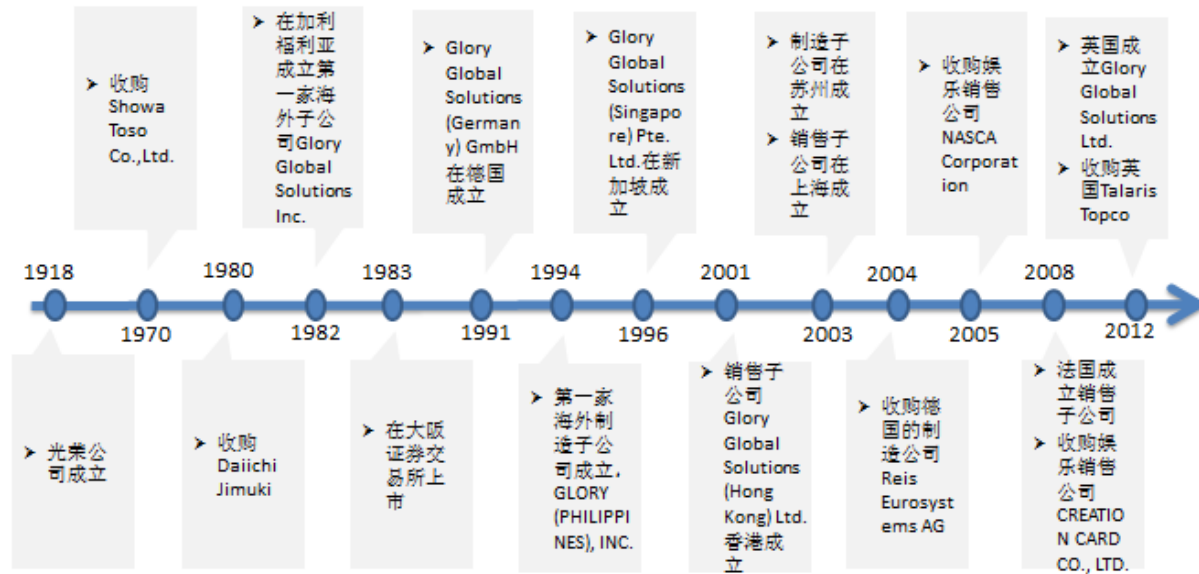 ➢ 收购
Showa
Toso
Co.,Ltd.
➢ 在加利
福利亚
成立第
一家海
外子公
司Glory
Global
Solutions
Inc.
➢ Glory
Global
Solutions
(German
y) GmbH
在德国
成立
➢ Glory
Global
Solutions
(Singapo
re) Pte.
Ltd.在新
加坡成
立
➢ 制造子
公司在
苏州成
立
➢ 销售子
公司在
上海成
立
➢ 收购娱
乐销售
公司
NASCA
Corporat
ion
➢ 英国成
立Glory
Global
Solutions
Ltd.
➢ 收购英
国Talaris
Topco
1918
1980
1983
1994
2001
2004
2008
1970
1982
1991
1996
2003
2005
2012
➢ 光荣公
司成立
➢ 收购
Daiichi
Jimuki
➢ 在大阪
证券交
易所上
市
➢ 第一家
海外制
造子公
司成立，
GLORY
(PHILIPPI
NES), INC.
➢ 销售子
公司
Glory
Global
Solutions
(Hong
Kong) Ltd.
香港成
立
➢ 收购德
国的制
造公司
Reis
Eurosyst
ems AG
➢ 法国成
立销售
子公司
➢ 收购娱
乐销售
公司
CREATIO
N CARD
CO., LTD.